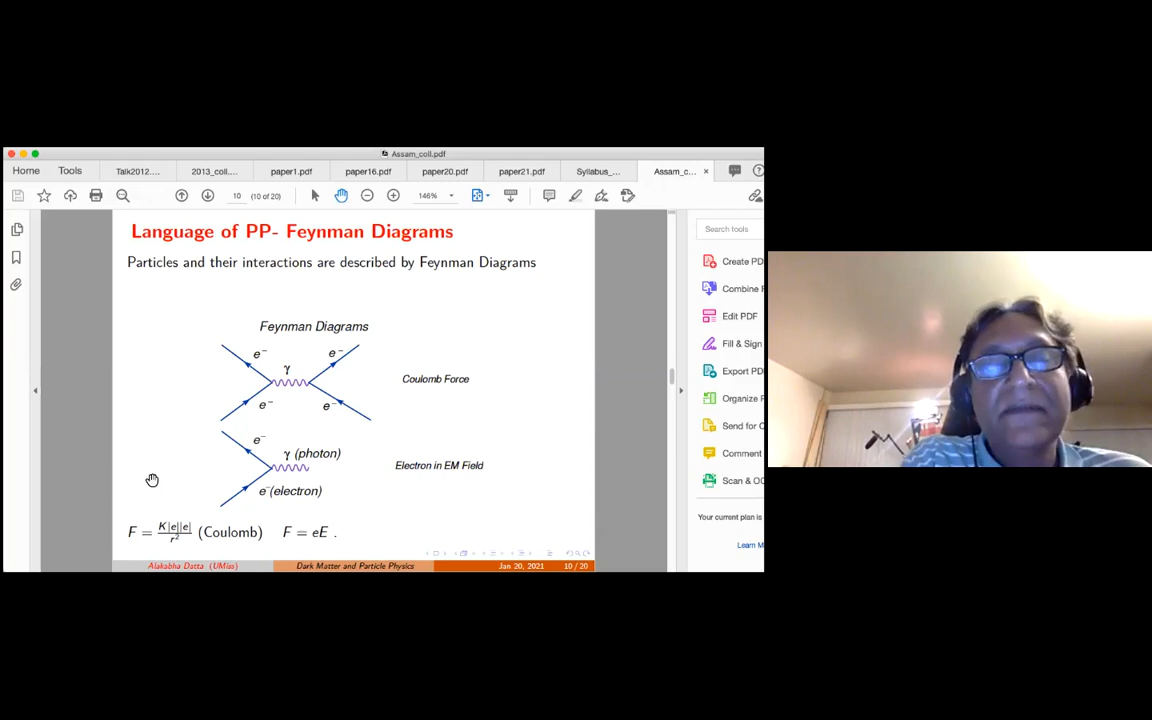 Assam_coll.pdf
Home Tools Talk2012.... 2013_coll.... paper1.pdf paper16.pdf paper20.pdf paper21.pdf Syllabus_... Assam_c... ×
10 (10 of 20) 146%
Language of PP- Feynman Diagrams
Particles and their interactions are described by Feynman Diagrams
Feynman Diagrams
e⁻ γ e⁻
Coulomb Force
e⁻ e⁻
e⁻
γ (photon)
Electron in EM Field
e⁻(electron)
F = K|e||e|/r² (Coulomb) F = eE .
Alakabha Datta (UMiss) Dark Matter and Particle Physics Jan 20, 2021 10 / 20
Search tools
Create PD
Combine F
Edit PDF
Fill & Sign
Export PD
Organize P
Send for C
Comment
Scan & OC
Your current plan is
Learn M